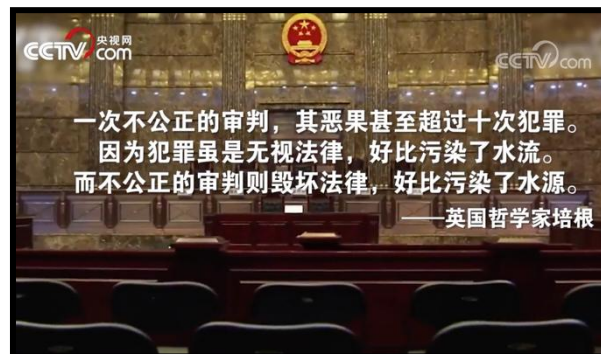 CCTV 央视网
com
CCTV com
一次不公正的审判，其恶果甚至超过十次犯罪。
因为犯罪虽是无视法律，好比污染了水流。
而不公正的审判则毁坏法律，好比污染了水源。
——英国哲学家培根